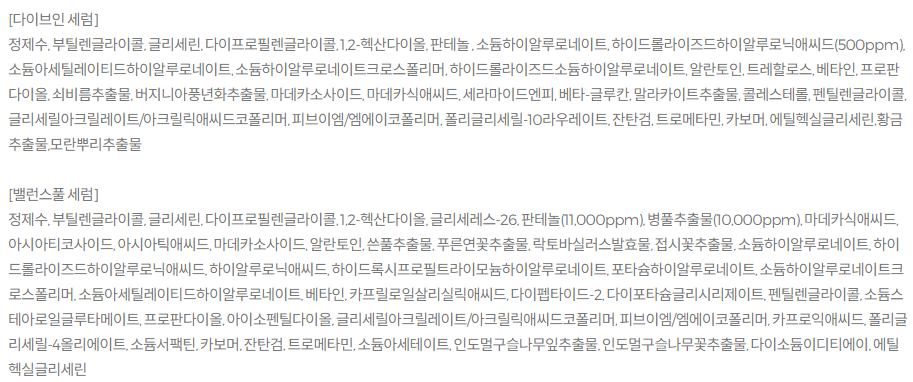 [다이브인 세럼]
정제수, 부틸렌글라이콜, 글리세린, 다이프로필렌글라이콜,1,2-헥산다이올, 판테놀 , 소듐하이알루로네이트, 하이드롤라이즈드하이알루로닉애씨드(500ppm),
소듐아세틸레이티드하이알루로네이트, 소듐하이알루로네이트크로스폴리머, 하이드롤라이즈드소듐하이알루로네이트, 알란토인, 트레할로스, 베타인, 프로판
다이올, 쇠비름추출물, 버지니아풍년화추출물, 마데카소사이드, 마데카식애씨드, 세라마이드엔피, 베타-글루칸, 말라카이트추출물, 콜레스테롤, 펜틸렌글라이콜,
글리세릴아크릴레이트/아크릴릭애씨드코폴리머, 피브이엠/엠에이코폴리머, 폴리글리세릴-10라우레이트, 잔탄검, 트로메타민, 카보머, 에틸헥실글리세린,황금
추출물,모란뿌리추출물
[밸런스풀 세럼]
정제수, 부틸렌글라이콜, 글리세린, 다이프로필렌글라이콜,1,2-헥산다이올, 글리세레스-26, 판테놀(11,000ppm), 병풀추출물(10,000ppm), 마데카식애씨드,
아시아티코사이드, 아시아틱애씨드, 마데카소사이드, 알란토인, 쓴풀추출물, 푸른연꽃추출물, 락토바실러스발효물, 접시꽃추출물, 소듐하이알루로네이트, 하이
드롤라이즈드하이알루로닉애씨드, 하이알루로닉애씨드, 하이드록시프로필트라이모늄하이알루로네이트, 포타슘하이알루로네이트, 소듐하이알루로네이트크
로스폴리머, 소듐아세틸레이티드하이알루로네이트, 베타인, 카프릴로일살리실릭애씨드, 다이펩타이드-2, 다이포타슘글리시리제이트, 펜틸렌글라이콜, 소듐스
테아로일글루타메이트, 프로판다이올, 아이소펜틸다이올, 글리세릴아크릴레이트/아크릴릭애씨드코폴리머, 피브이엠/엠에이코폴리머, 카프로익애씨드, 폴리글
리세릴-4올리에이트, 소듐서팩틴, 카보머, 잔탄검, 트로메타민, 소듐아세테이트, 인도멀구슬나무잎추출물, 인도멀구슬나무꽃추출물, 다이소듐이디티에이, 에틸
헥실글리세린